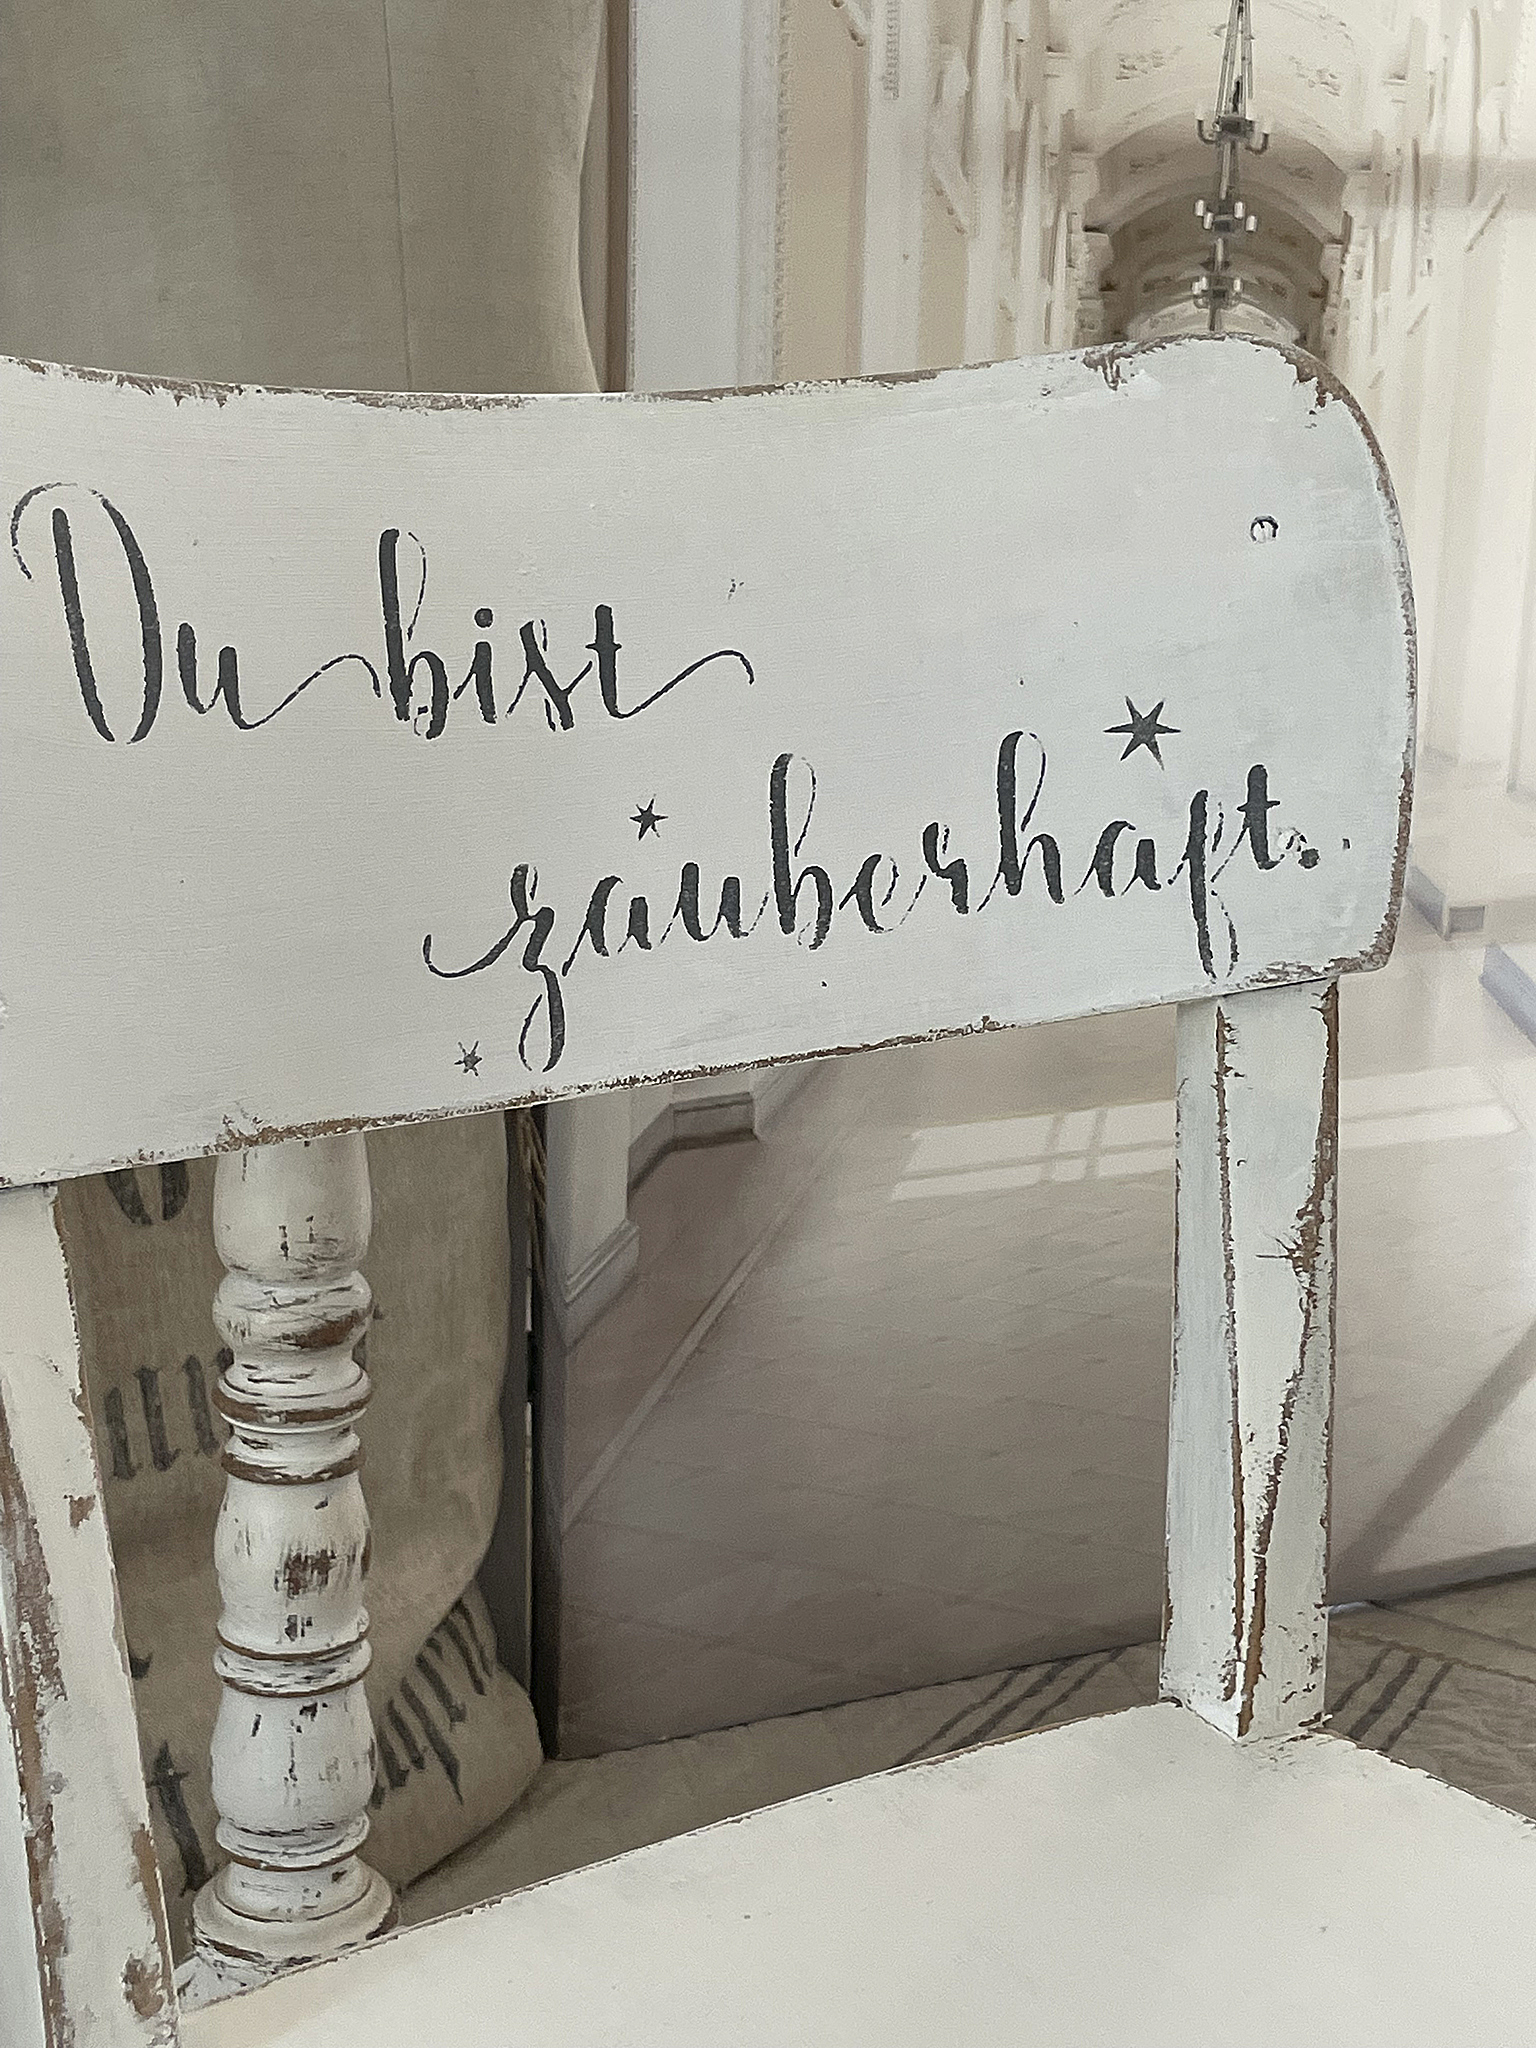 Du bist
zauberhaft.